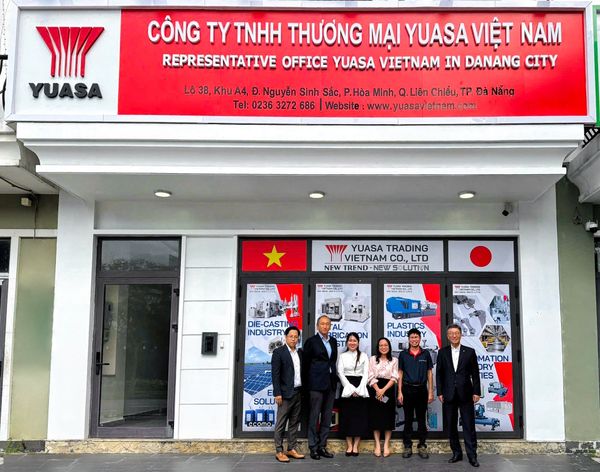 YUASA
CÔNG TY TNHH THƯƠNG MẠI YUASA VIỆT NAM
REPRESENTATIVE OFFICE YUASA VIETNAM IN DANANG CITY
Lô 38, Khu A4, Đ. Nguyễn Sinh Sắc, P.Hòa Minh, Q.Liên Chiểu, TP. Đà Nẵng
Tel: 0236 3272 686 | Website : www.yuasavietnam.com
YUASA TRADING
VIETNAM CO., LTD
NEW TREND - NEW SOLUTION
DIE-CASTING
INDUSTRY
PLASTICS
INDUSTRY